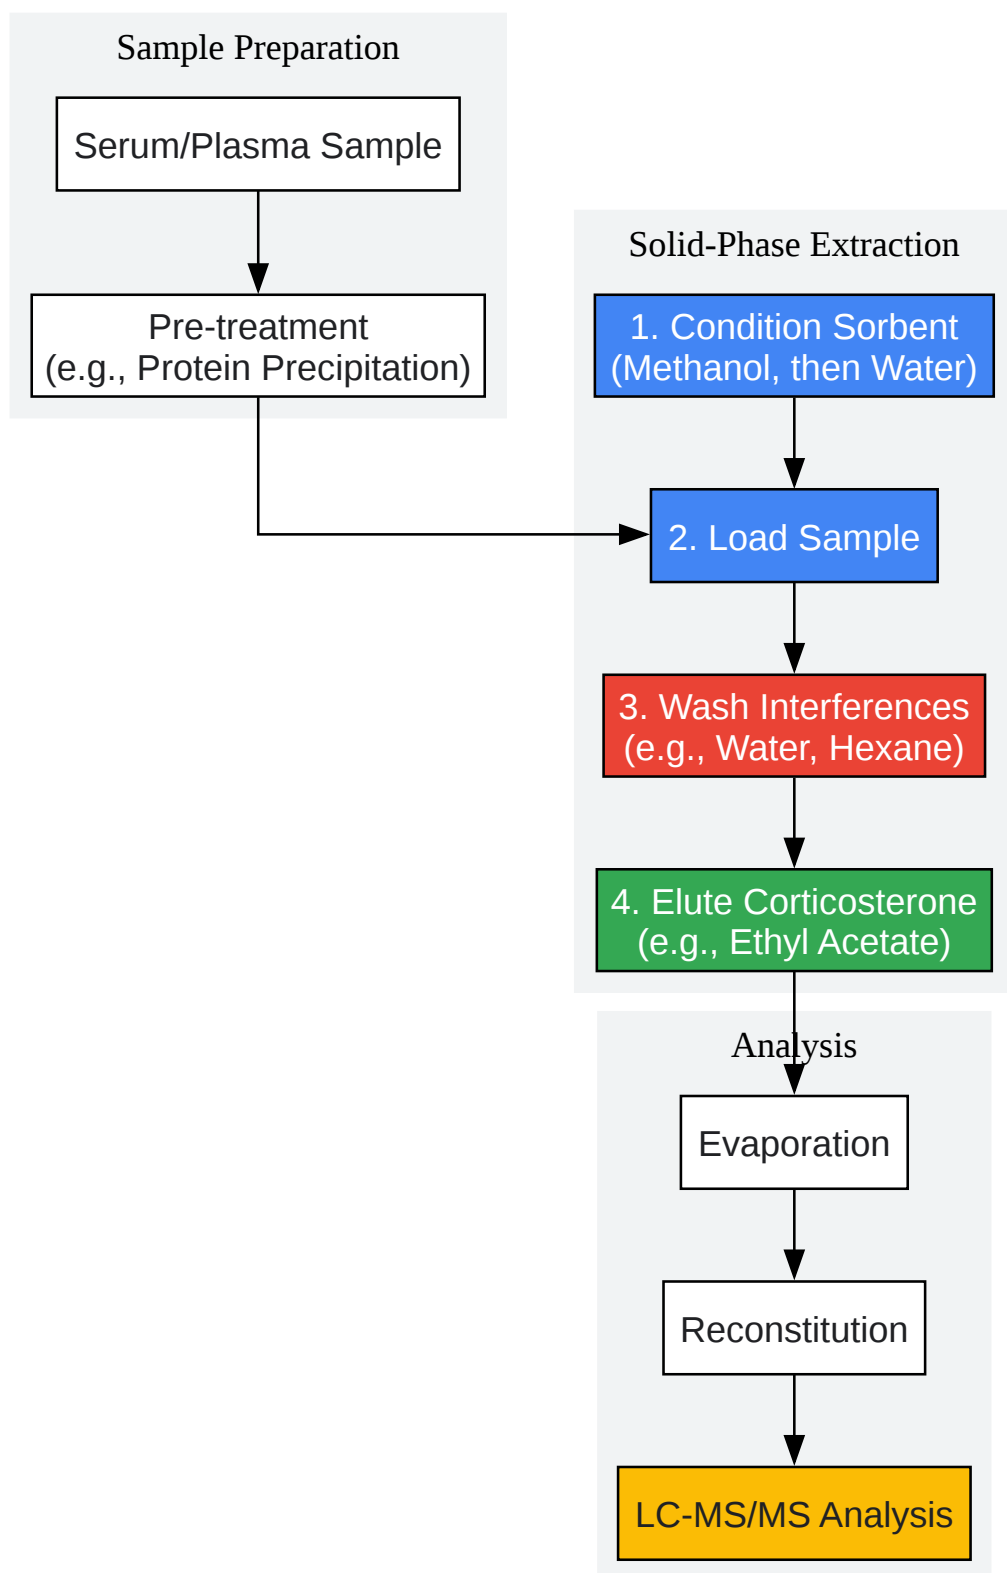 Sample Preparation
Serum/Plasma Sample
Pre-treatment
(e.g., Protein Precipitation)
Solid-Phase Extraction
1. Condition Sorbent
(Methanol, then Water)
2. Load Sample
3. Wash Interferences
(e.g., Water, Hexane)
4. Elute Corticosterone
(e.g., Ethyl Acetate)
Analysis
Evaporation
Reconstitution
LC-MS/MS Analysis